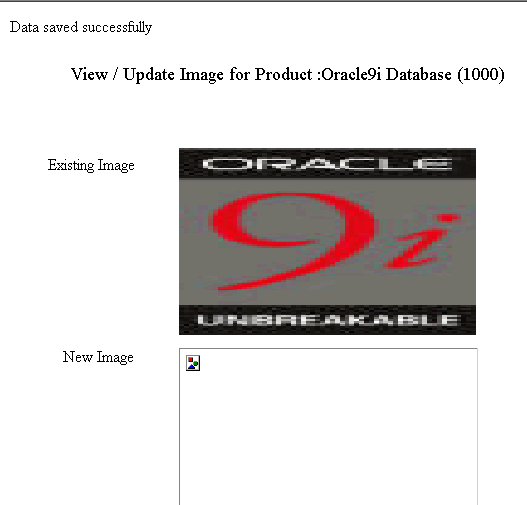 Data saved successfully
View / Update Image for Product :Oracle9i Database (1000)
Existing Image
ORACLE
9i
UNBREAKABLE
New Image